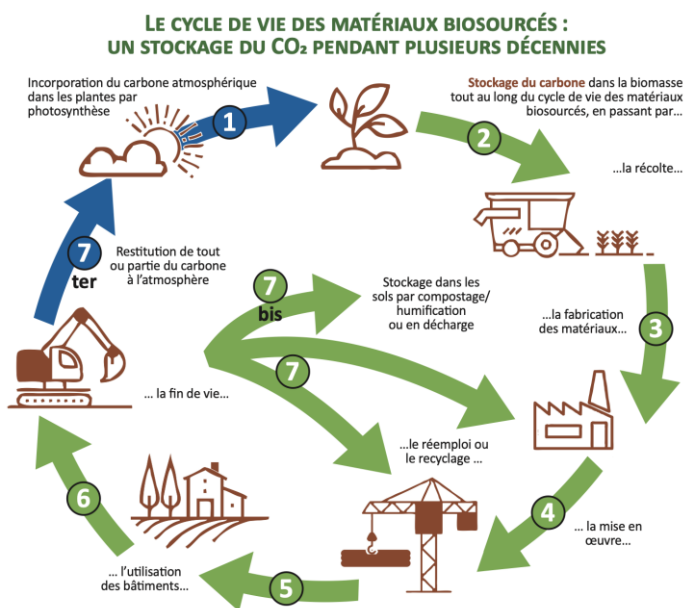 LE CYCLE DE VIE DES MATÉRIAUX BIOSOURCÉS :
UN STOCKAGE DU CO₂ PENDANT PLUSIEURS DÉCENNIES
Incorporation du carbone atmosphérique
dans les plantes par
photosynthèse
1
Stockage du carbone dans la biomasse
tout au long du cycle de vie des matériaux
biosourcés, en passant par...
2
...la récolte...
7
ter
Restitution de tout
ou partie du carbone
à l'atmosphère
7
bis
Stockage dans les
sols par compostage/
humification
ou en décharge
...la fabrication
des matériaux...
3
7
... la fin de vie...
...le réemploi ou
le recyclage ...
6
4
... la mise en
œuvre...
... l'utilisation
des bâtiments...
5